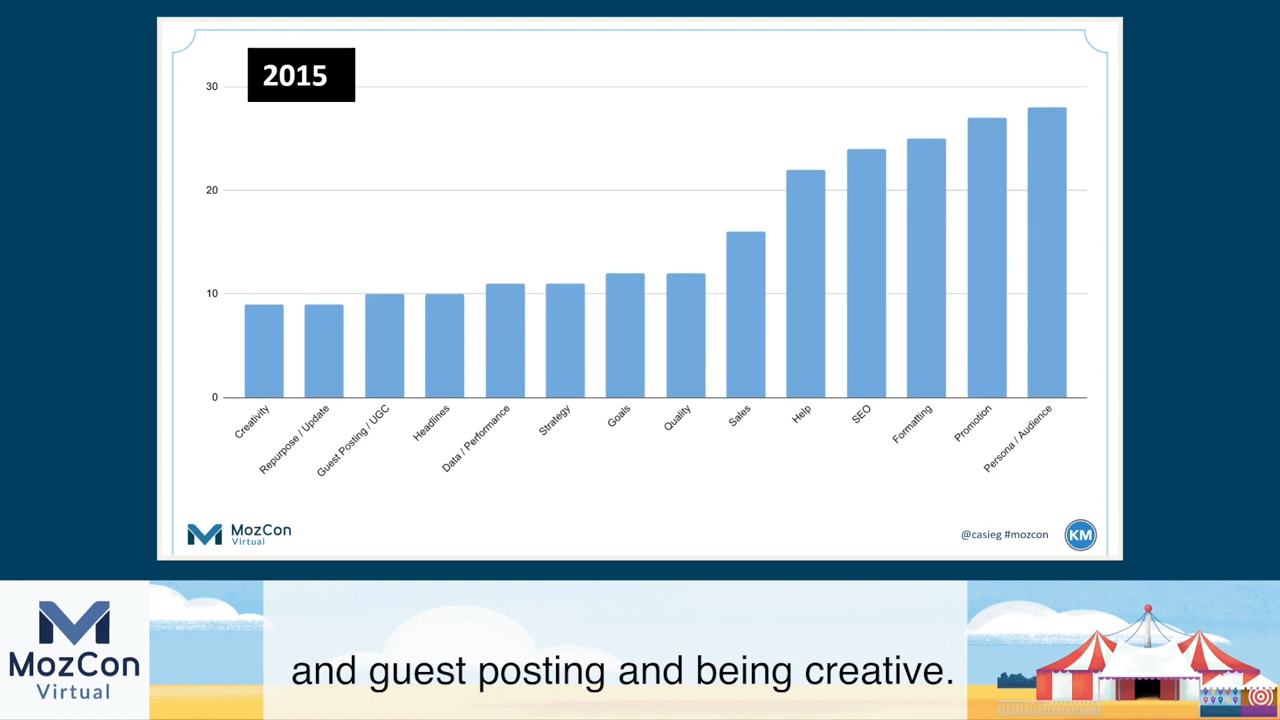 2015
30
20
10
0
Creativity
Repurpose / Update
Guest Posting / UGC
Headlines
Data / Performance
Strategy
Goals
Quality
Sales
Help
SEO
Formatting
Promotion
Persona / Audience
MozCon
Virtual
@casieg #mozcon
KM
MozCon
Virtual
and guest posting and being creative.